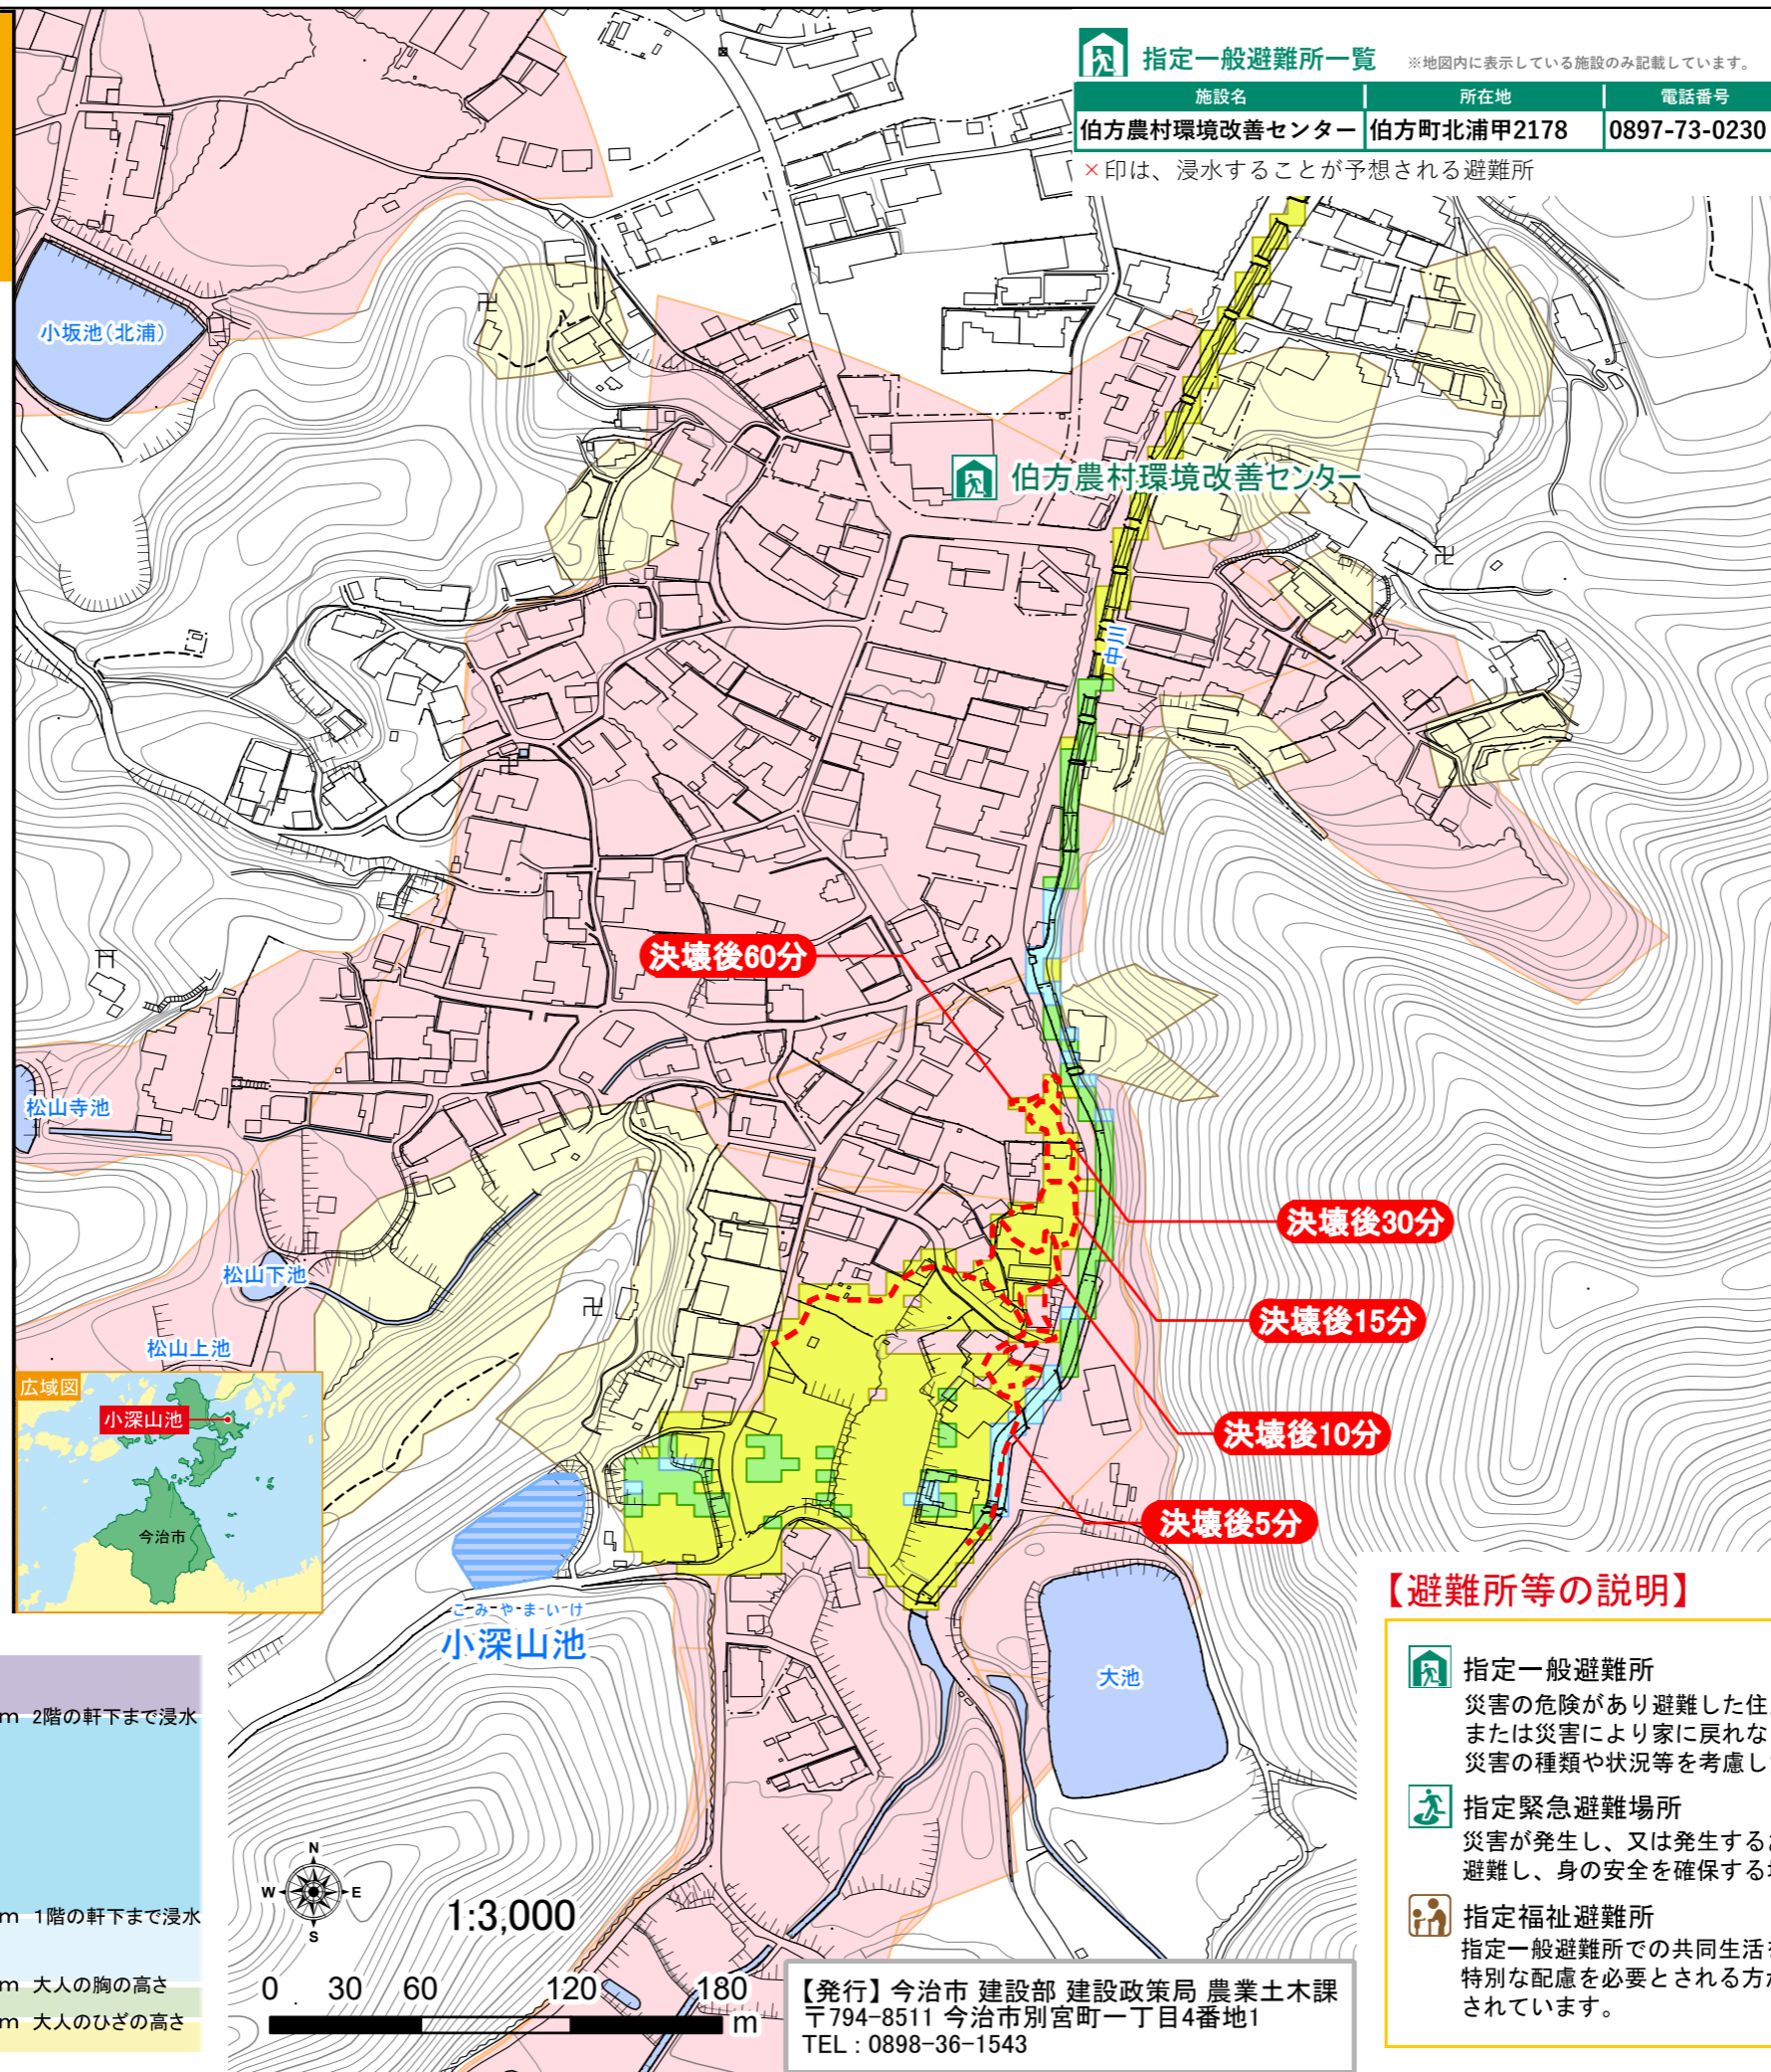 指定一般避難所一覧 ※地図内に表示している施設のみ記載しています。
施設名 所在地 電話番号
伯方農村環境改善センター 伯方町北浦甲2178 0897-73-0230
×印は、浸水することが予想される避難所
小坂池(北浦)
伯方農村環境改善センター
三中
決壊後60分
松山寺池
決壊後30分
松山下池
決壊後15分
松山上池
広域図
小深山池
今治市
決壊後10分
決壊後5分
こみやまいけ
小深山池
大池
m 2階の軒下まで浸水
m 1階の軒下まで浸水
m 大人の胸の高さ
m 大人のひざの高さ
N
W E
S
1:3,000
0 30 60 120 180
m
【発行】今治市 建設部 建設政策局 農業土木課
〒794-8511 今治市別宮町一丁目4番地1
TEL : 0898-36-1543
【避難所等の説明】
指定一般避難所
災害の危険があり避難した住
または災害により家に戻れな
災害の種類や状況等を考慮し
指定緊急避難場所
災害が発生し、又は発生する
避難し、身の安全を確保する
指定福祉避難所
指定一般避難所での共同生活
特別な配慮を必要とされる方
されています。